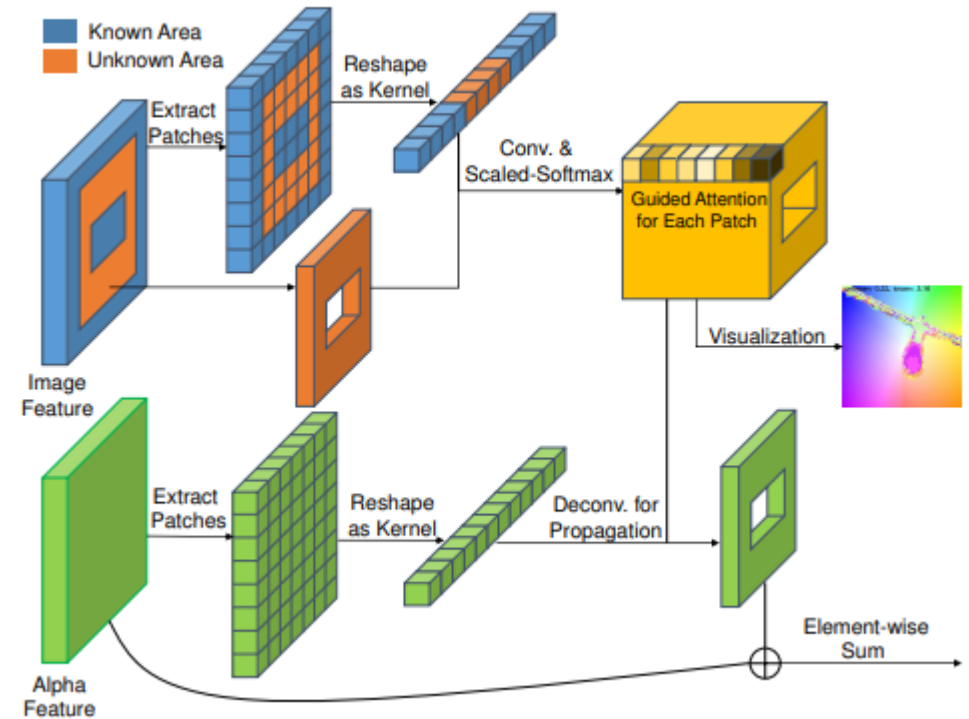 Known Area
Unknown Area
Extract
Patches
Reshape
as Kernel
Conv. &
Scaled-Softmax
Guided Attention
for Each Patch
Visualization
Image
Feature
Extract
Patches
Reshape
as Kernel
Deconv. for
Propagation
Element-wise
Sum
Alpha
Feature